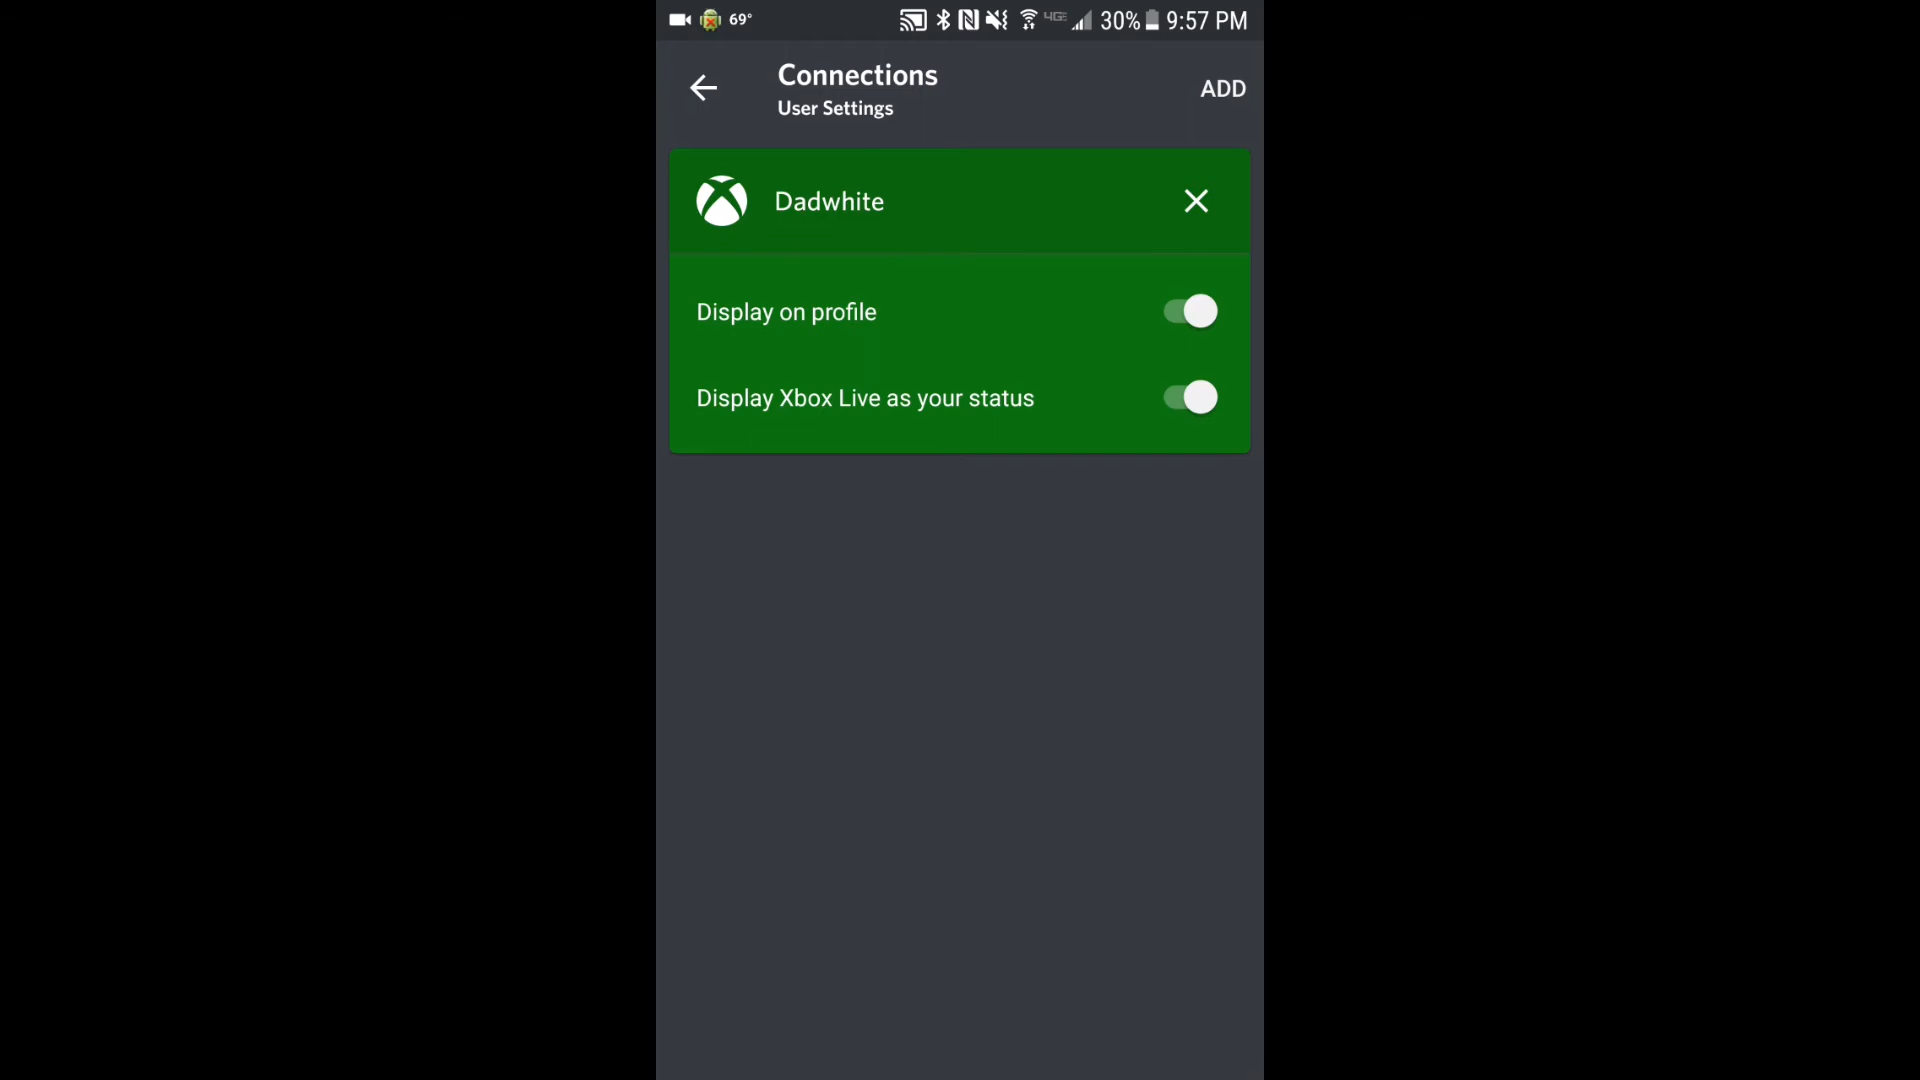 69° 4G 30% 9:57 PM
Connections
User Settings
ADD
Dadwhite
Display on profile
Display Xbox Live as your status